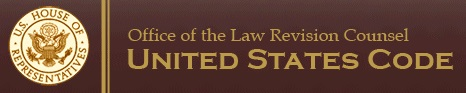 U.S. HOUSE OF
REPRESENTATIVES
Office of the Law Revision Counsel
UNITED STATES CODE